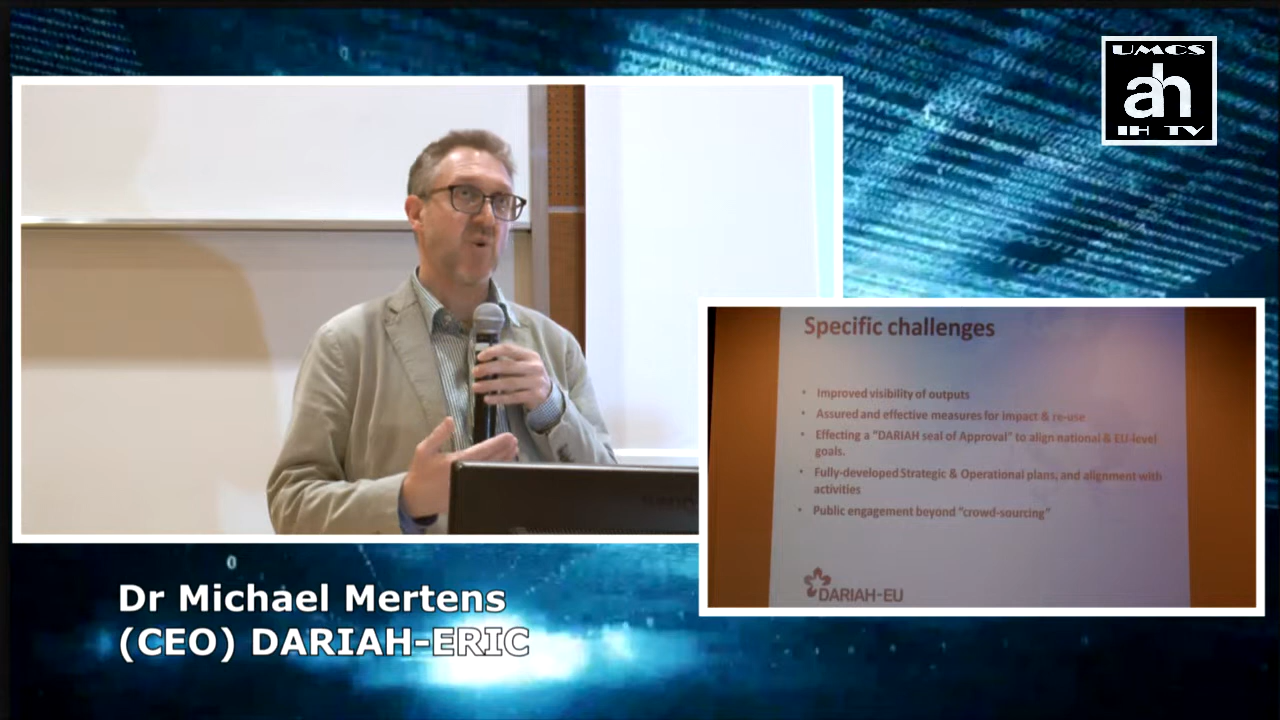 UMCS
ah
IH TV
Specific challenges
• Improved visibility of outputs
• Assured and effective measures for impact & re-use
• Effecting a "DARIAH seal of Approval" to align national & EU-level
goals.
• Fully-developed Strategic & Operational plans, and alignment with
activities
• Public engagement beyond "crowd-sourcing"
DARIAH-EU
0
Dr Michael Mertens
(CEO) DARIAH-ERIC